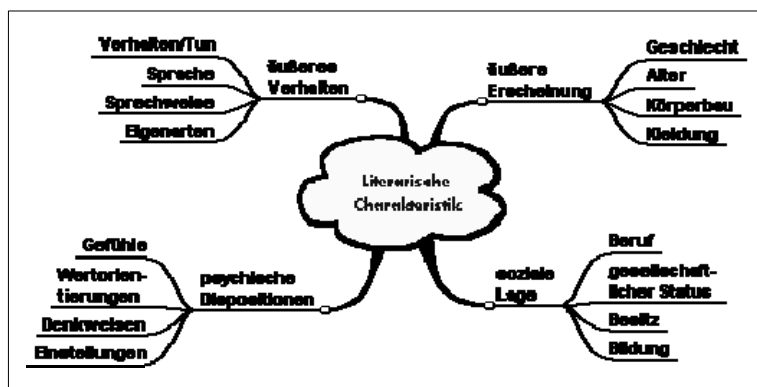 Verhalten/Tun
Sprache
Sprechweise
Eigenarten
äußeres
Verhalten
äußere
Erscheinung
Geschlecht
Alter
Körperbau
Kleidung
Literarische
Charakteristik
Gefühle
Wertorien-
tierungen
Denkweisen
Einstellungen
psychische
Dispositionen
soziale
Lage
Beruf
gesellschaft-
licher Status
Besitz
Bildung